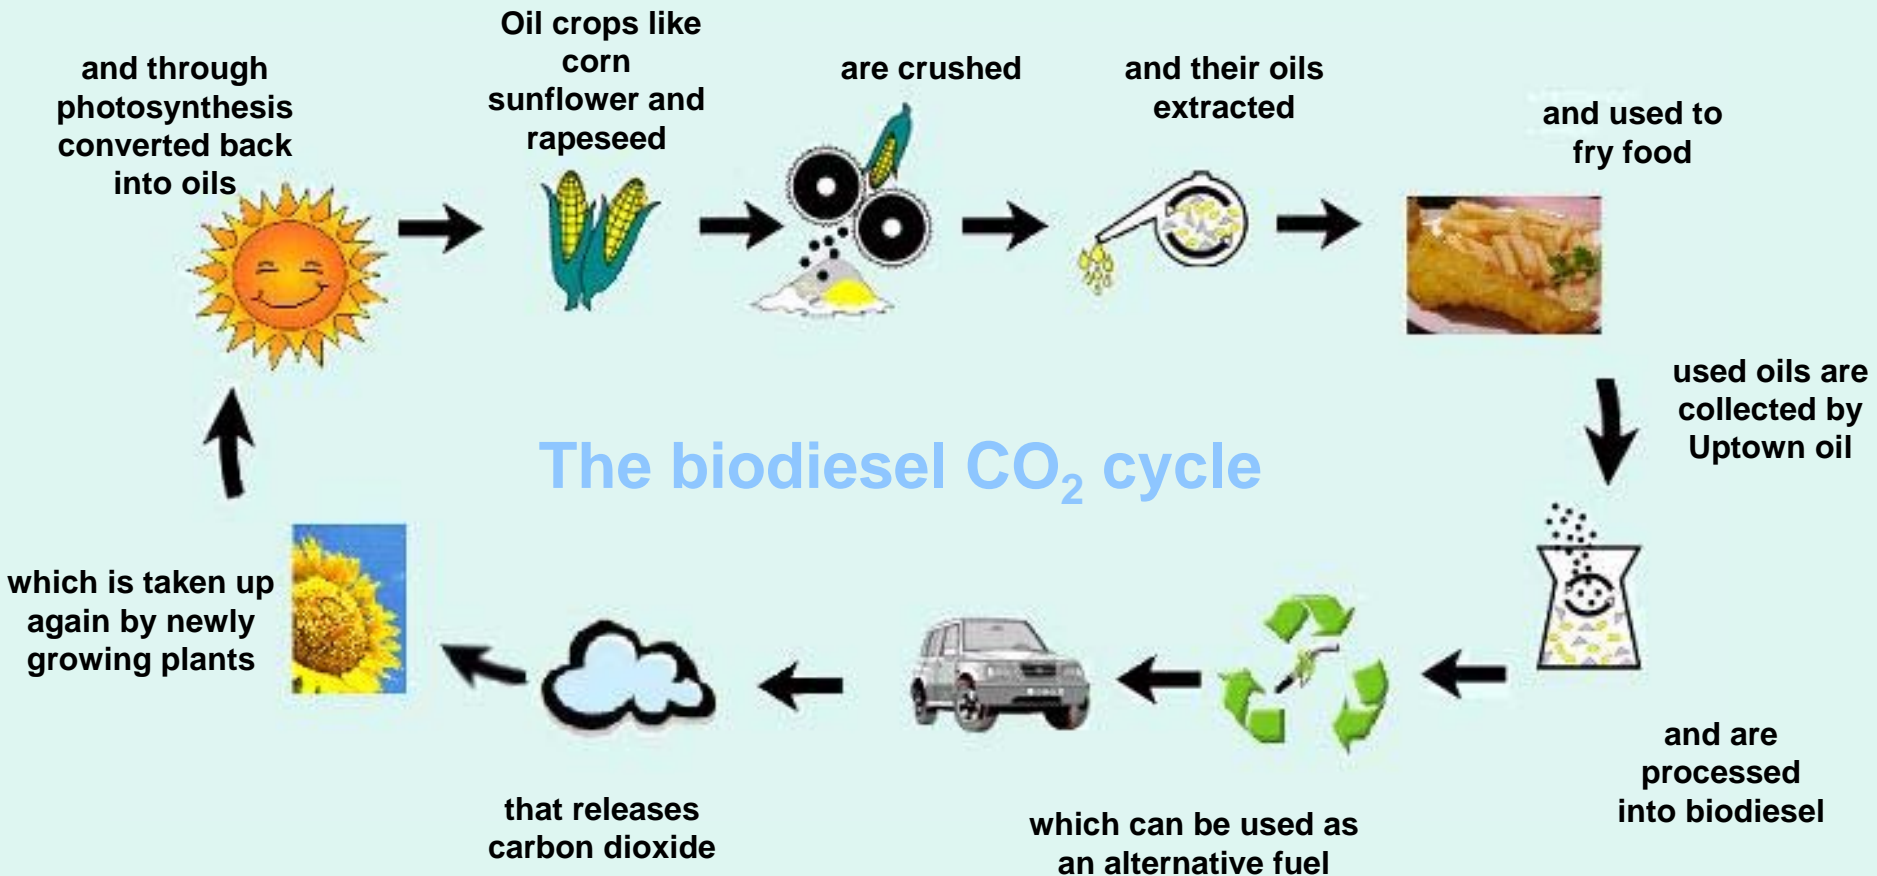 Oil crops like
corn
sunflower and
rapeseed
are crushed
and their oils
extracted
and used to
fry food
used oils are
collected by
Uptown oil
and are
processed
into biodiesel
which can be used as
an alternative fuel
that releases
carbon dioxide
which is taken up
again by newly
growing plants
and through
photosynthesis
converted back
into oils
The biodiesel CO₂ cycle